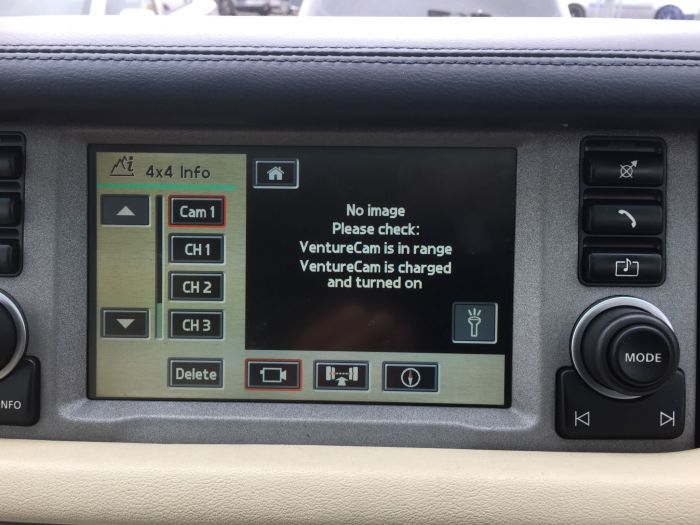 4x4 Info
Cam 1
CH 1
CH 2
CH 3
Delete
No image
Please check:
VentureCam is in range
VentureCam is charged
and turned on
MODE
NFO